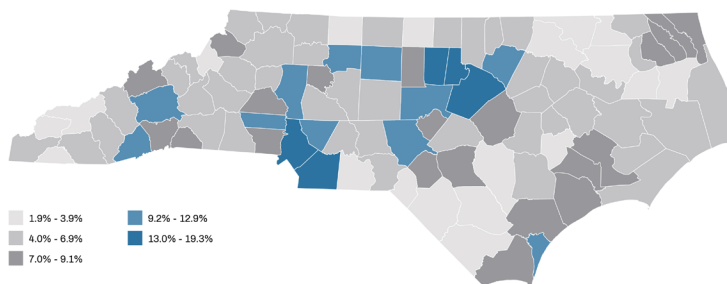 1.9% - 3.9%
4.0% - 6.9%
7.0% - 9.1%
9.2% - 12.9%
13.0% - 19.3%